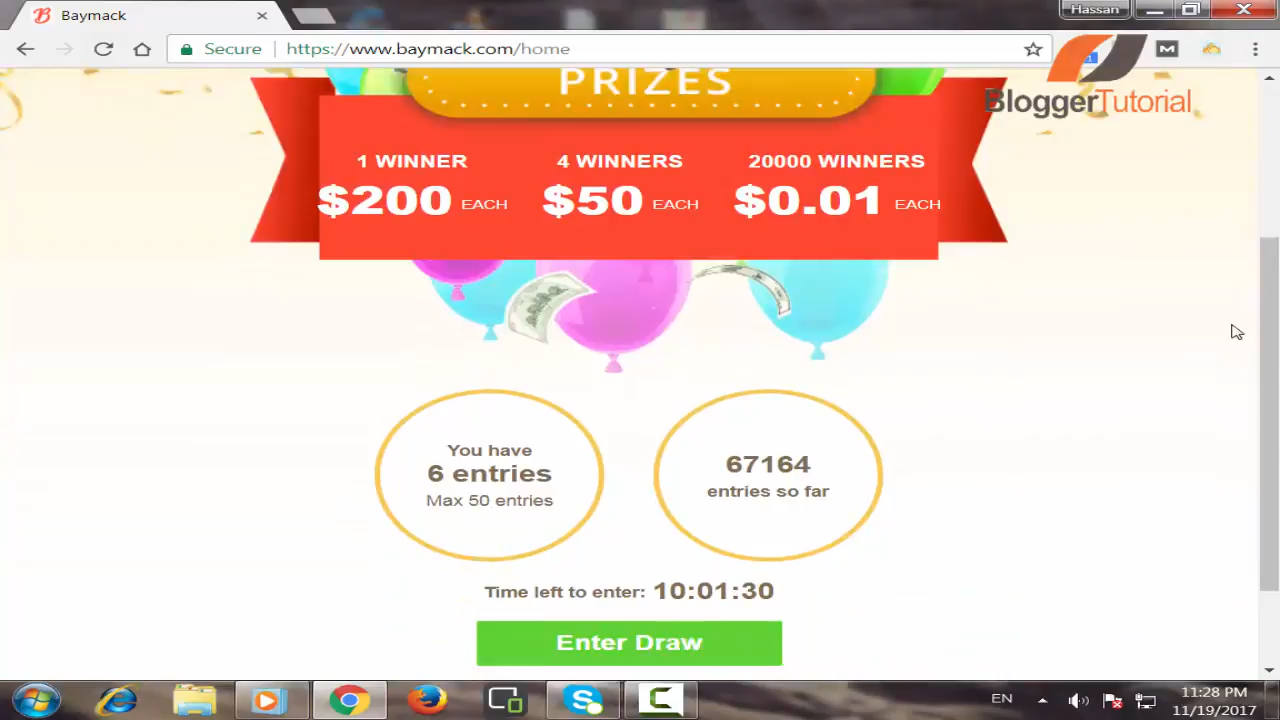 Baymack
Hassan
Secure
https://www.baymack.com/home
BloggerTutorial
PRIZES
1 WINNER
$200 EACH
4 WINNERS
$50 EACH
20000 WINNERS
$0.01 EACH
You have
6 entries
Max 50 entries
67164
entries so far
Time left to enter: 10:01:30
Enter Draw
EN
11:28 PM
11/19/2017